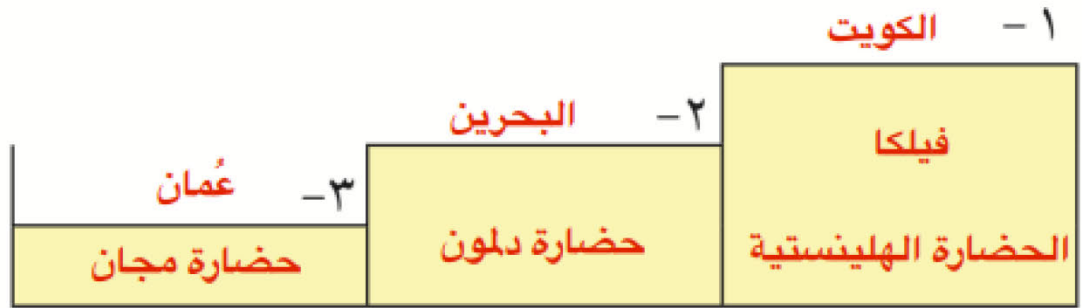 ١ - الكويت
فيلكا
الحضارة الهلينستية
٢- البحرين
حضارة دلمون
٣- عُمان
حضارة مجان